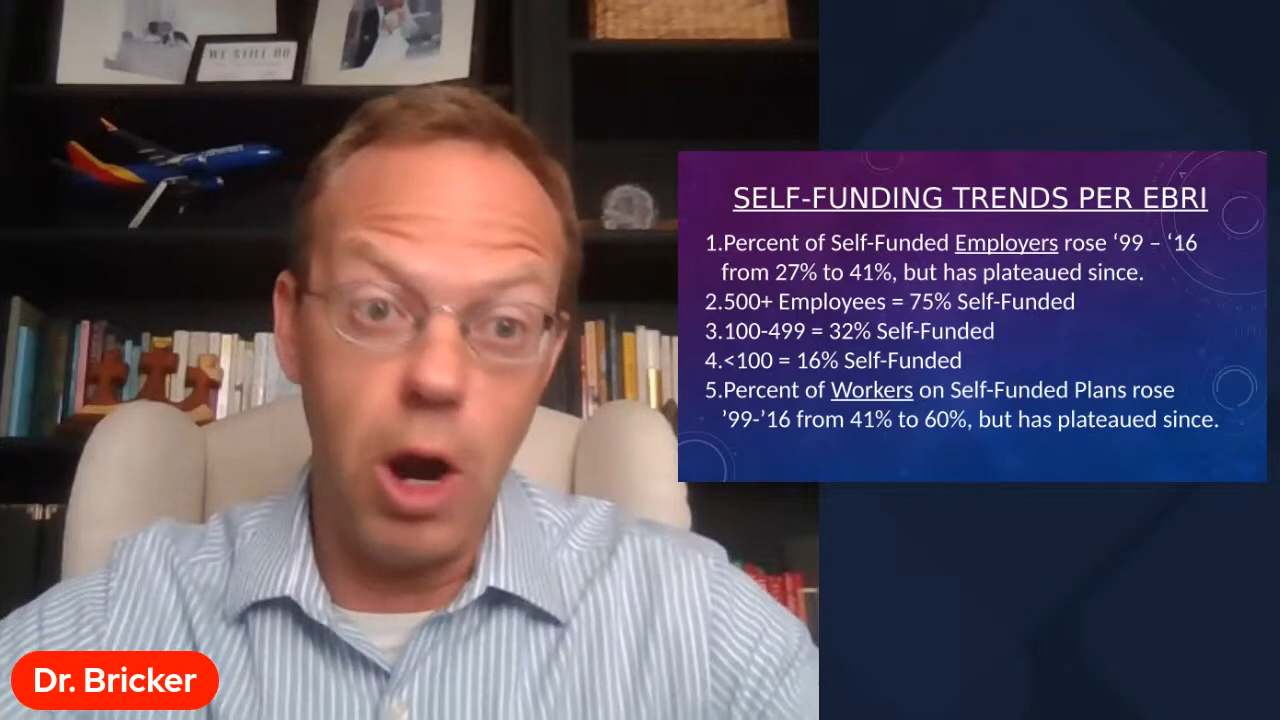 WE STILL DO
SELF-FUNDING TRENDS PER EBRI
1.Percent of Self-Funded Employers rose ‘99 – ‘16
from 27% to 41%, but has plateaued since.
2.500+ Employees = 75% Self-Funded
3.100-499 = 32% Self-Funded
4.<100 = 16% Self-Funded
5.Percent of Workers on Self-Funded Plans rose
’99-’16 from 41% to 60%, but has plateaued since.
Dr. Bricker